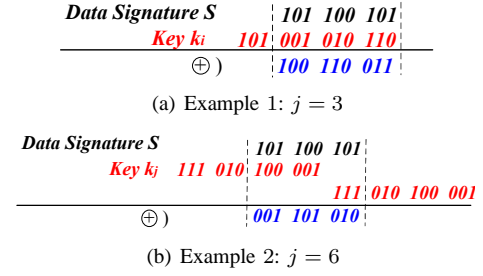 Data Signature S 101 100 101
Key ki 101 001 010 110
⊕ ) 100 110 011
(a) Example 1: j = 3
Data Signature S 101 100 101
Key kj 111 010 100 001
111 010 100 001
⊕ ) 001 101 010
(b) Example 2: j = 6